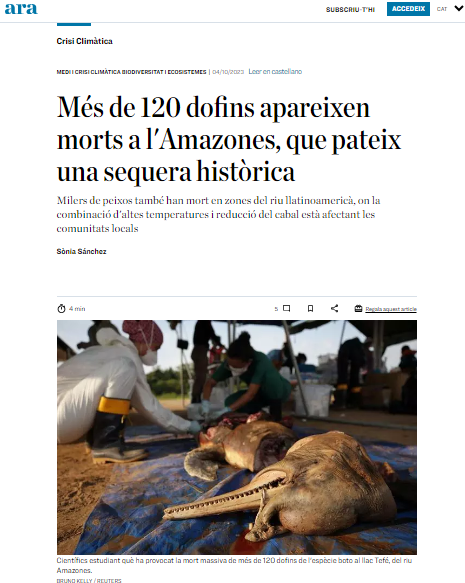 ara
SUBSCRIU-T'HI
ACCEDEIX
CAT
Crisi Climàtica
MEDI I CRISI CLIMÀTICA BIODIVERSITAT I ECOSISTEMES | 04/10/2023 Leer en castellano
Més de 120 dofins apareixen
morts a l'Amazones, que pateix
una sequera històrica
Milers de peixos també han mort en zones del riu llatinoamericà, on la
combinació d'altes temperatures i reducció del cabal està afectant les
comunitats locals
Sònia Sánchez
4 min
5
Regala aquest article
Científics estudiant què ha provocat la mort massiva de més de 120 dofins de l'espècie boto al llac Tefé, del riu
Amazones.
BRUNO KELLY / REUTERS